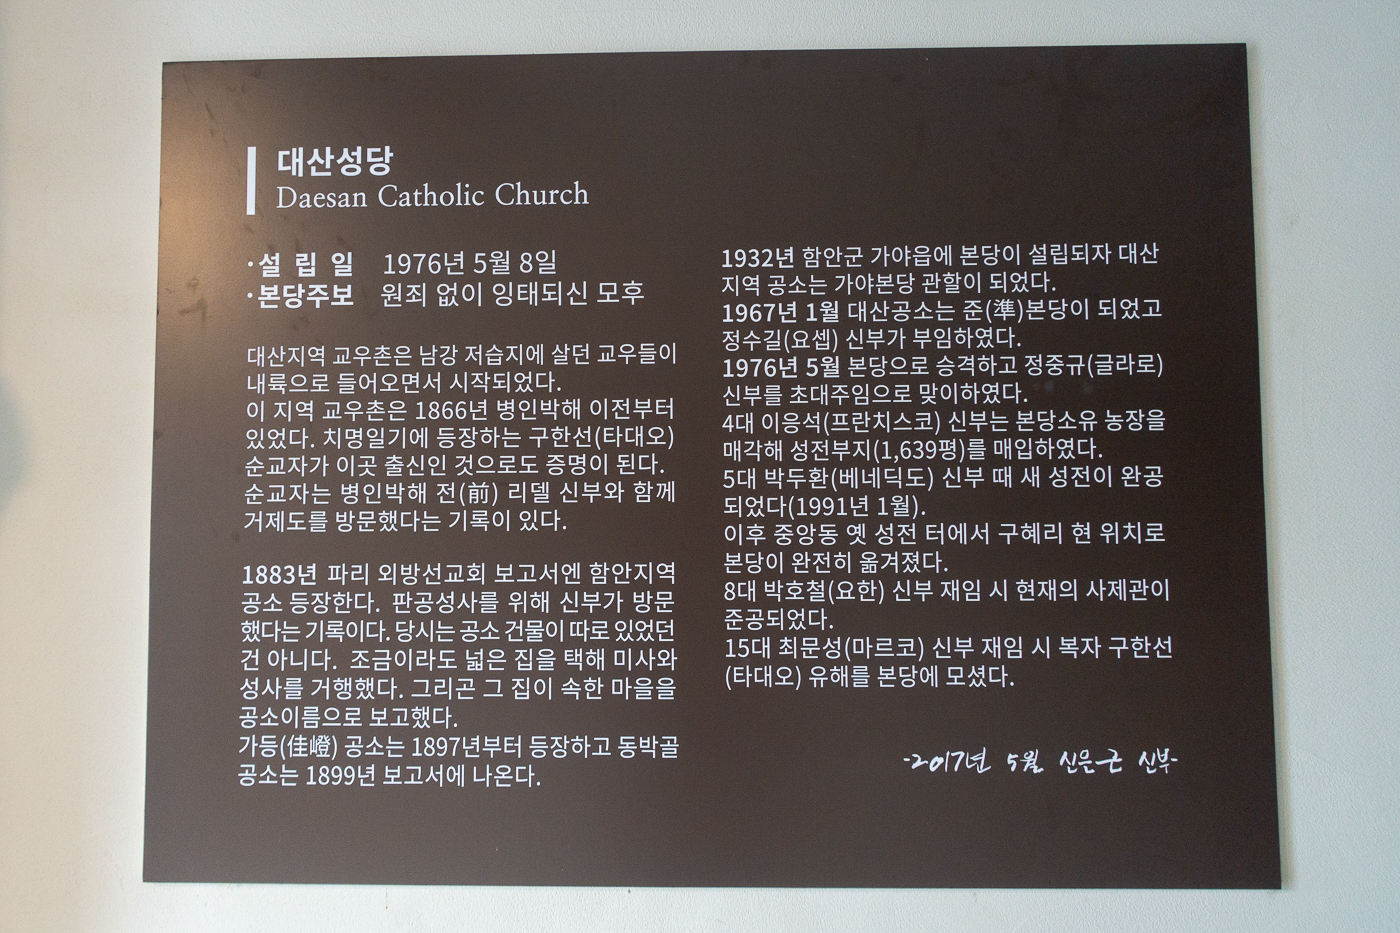 대산성당
Daesan Catholic Church
·설 립 일 1976년 5월 8일
·본당주보 원죄 없이 잉태되신 모후
대산지역 교우촌은 남강 저습지에 살던 교우들이
내륙으로 들어오면서 시작되었다.
이 지역 교우촌은 1866년 병인박해 이전부터
있었다. 치명일기에 등장하는 구한선(타대오)
순교자가 이곳 출신인 것으로도 증명이 된다.
순교자는 병인박해 전(前) 리델 신부와 함께
거제도를 방문했다는 기록이 있다.
1883년 파리 외방선교회 보고서엔 함안지역
공소 등장한다. 판공성사를 위해 신부가 방문
했다는 기록이다. 당시는 공소 건물이 따로 있었던
건 아니다. 조금이라도 넓은 집을 택해 미사와
성사를 거행했다. 그리곤 그 집이 속한 마을을
공소이름으로 보고했다.
가등(佳嶝) 공소는 1897년부터 등장하고 동박골
공소는 1899년 보고서에 나온다.
1932년 함안군 가야읍에 본당이 설립되자 대산
지역 공소는 가야본당 관할이 되었다.
1967년 1월 대산공소는 준(準)본당이 되었고
정수길(요셉) 신부가 부임하였다.
1976년 5월 본당으로 승격하고 정중규(글라로)
신부를 초대주임으로 맞이하였다.
4대 이응석(프란치스코) 신부는 본당소유 농장을
매각해 성전부지(1,639평)를 매입하였다.
5대 박두환(베네딕도) 신부 때 새 성전이 완공
되었다(1991년 1월).
이후 중앙동 옛 성전 터에서 구혜리 현 위치로
본당이 완전히 옮겨졌다.
8대 박호철(요한) 신부 재임 시 현재의 사제관이
준공되었다.
15대 최문성(마르코) 신부 재임 시 복자 구한선
(타대오) 유해를 본당에 모셨다.
-2017년 5월 신은근 신부-